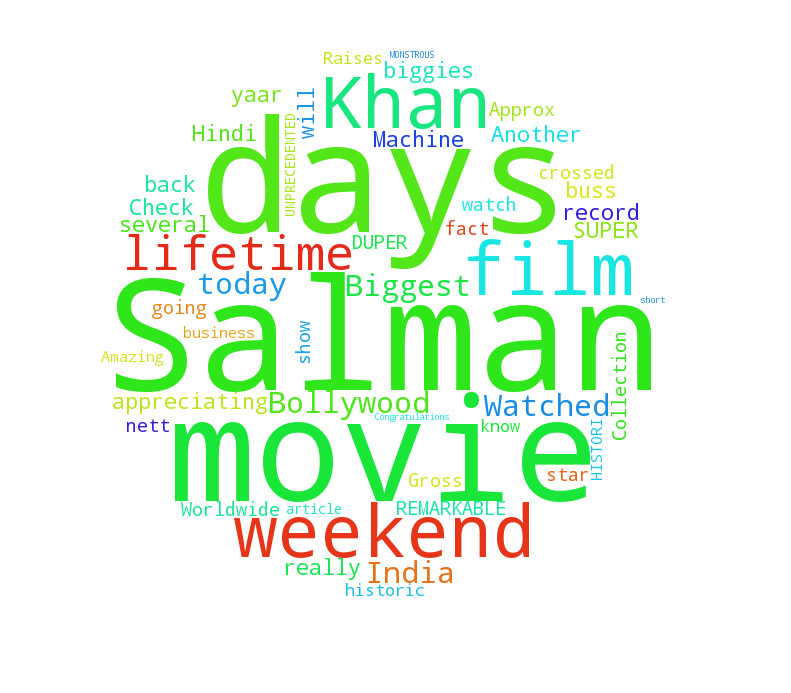 MONSTROUS
Raises
biggies
Khan
yaar
will
Approx
Hindi
UNPRECEDENTED
Machine
Another
days
crossed
back
buss
Check
watch
record
several
fact
SUPER
lifetime
DUPER
film
today
Biggest
short
going
Salman
business
show
Amazing
Collection
appreciating
Bollywood
Watched
Congratulations
nett
movie
know
HISTORI
star
Gross
Worldwide
article
REMARKABLE
weekend
really
India
historic